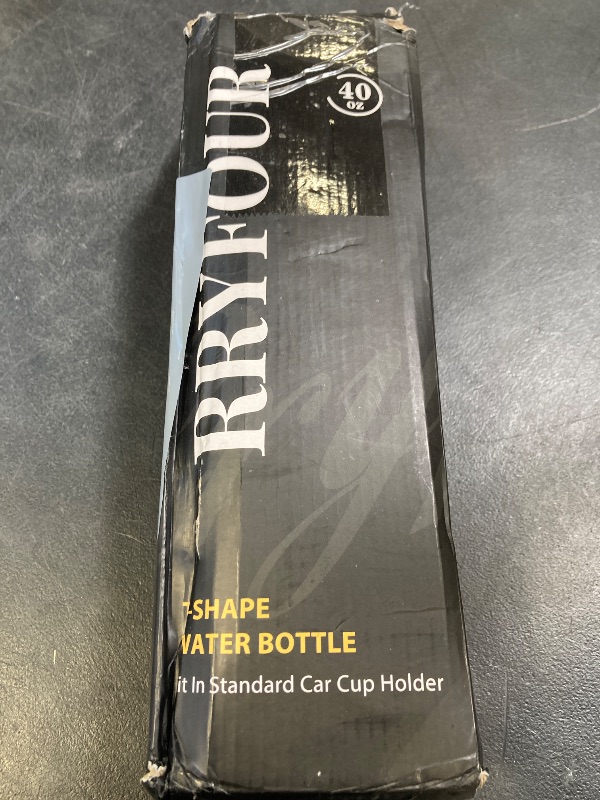 40
OZ
RRYFOUR
T-SHAPE
WATER BOTTLE
it In Standard Car Cup Holder